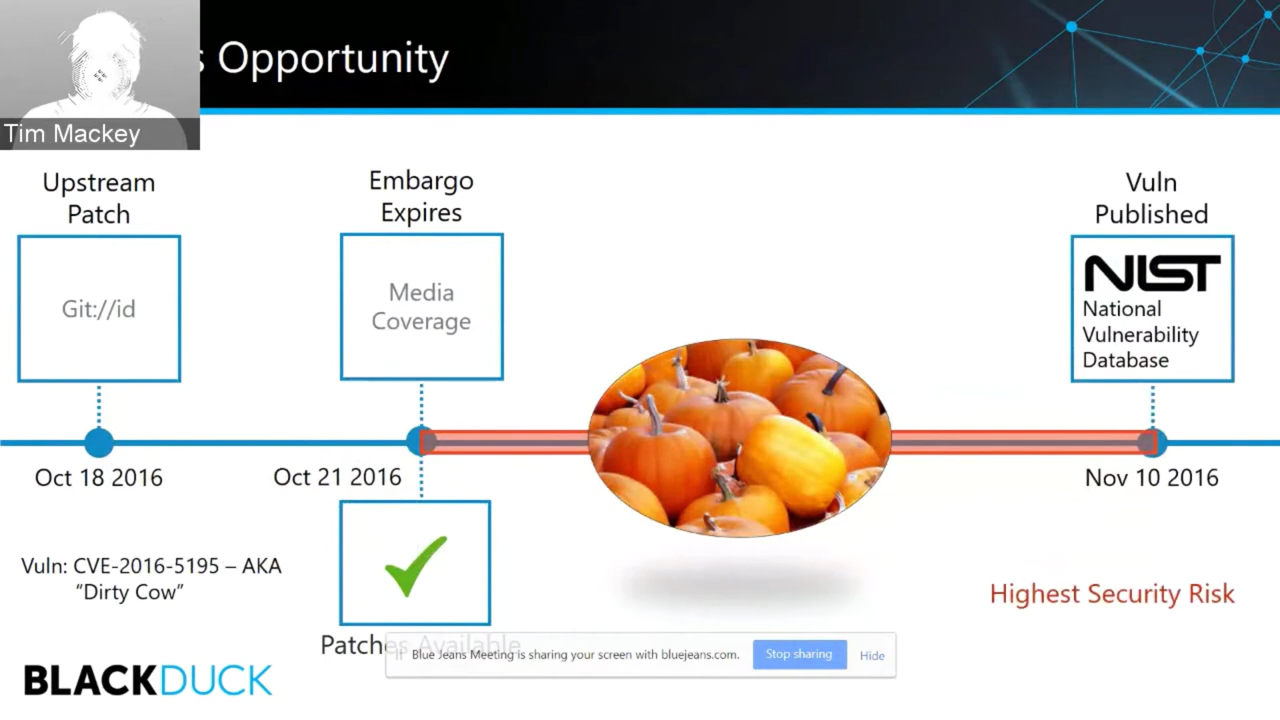 s Opportunity
Tim Mackey
Upstream
Patch
Embargo
Expires
Vuln
Published
Git://id
Media
Coverage
NIST
National
Vulnerability
Database
Oct 18 2016
Oct 21 2016
Nov 10 2016
Vuln: CVE-2016-5195 – AKA
“Dirty Cow”
Highest Security Risk
Patches Available
Blue Jeans Meeting is sharing your screen with bluejeans.com.
Stop sharing
Hide
BLACKDUCK